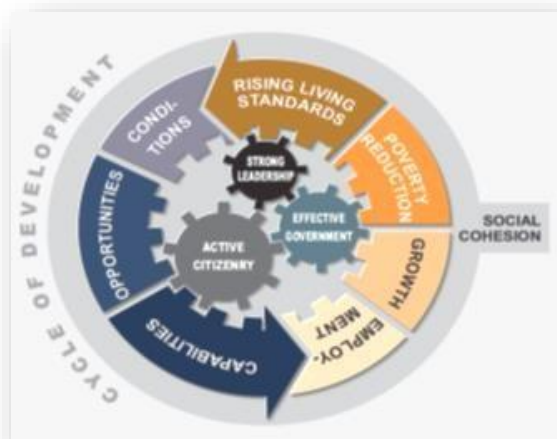 CYCLE OF DEVELOPMENT
RISING LIVING
STANDARDS
POVERTY
REDUCTION
GROWTH
EMPLOY-
MENT
CAPABILITIES
OPPORTUNITIES
CONDI-
TIONS
STRONG
LEADERSHIP
EFFECTIVE
GOVERNMENT
ACTIVE
CITIZENRY
SOCIAL
COHESION